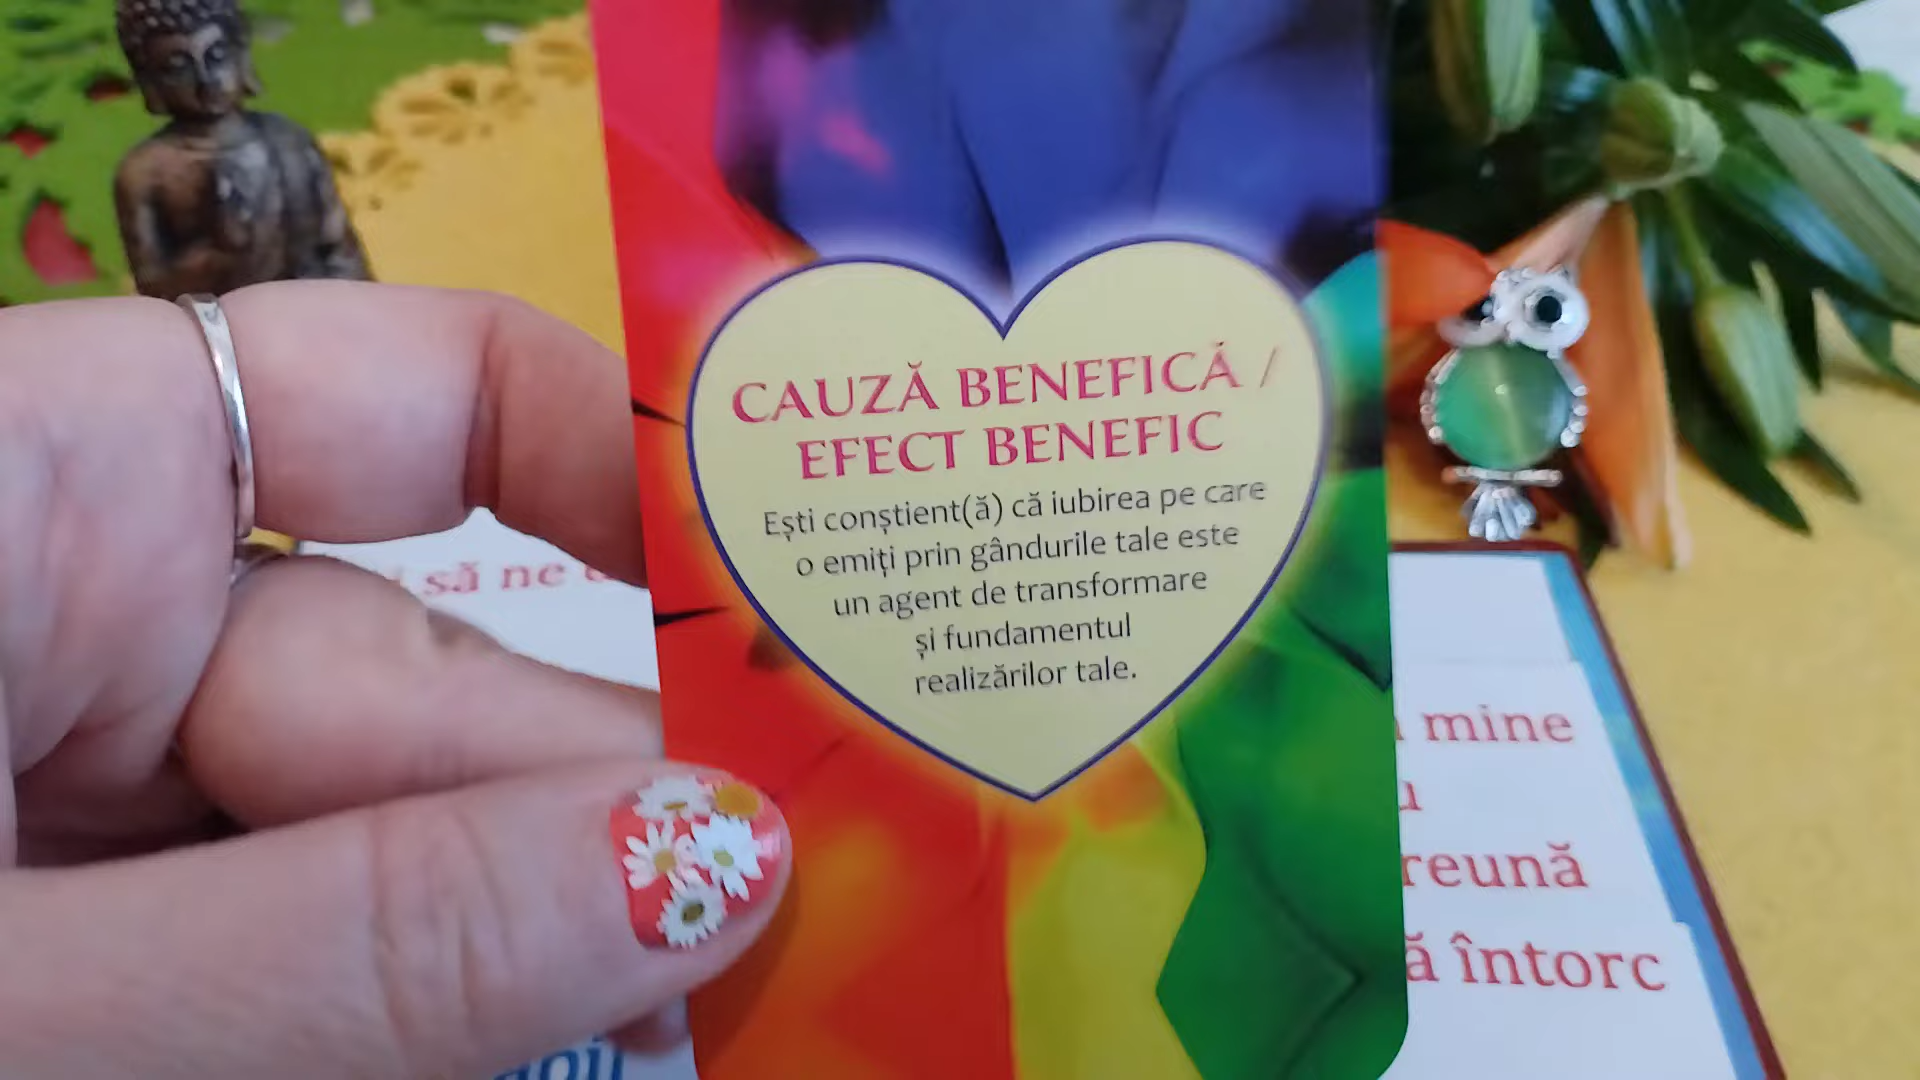 CAUZĂ BENEFICĂ /
EFECT BENEFIC
Ești conștient(ă) că iubirea pe care
o emiți prin gândurile tale este
un agent de transformare
și fundamentul
realizărilor tale.
să ne
mine
reună
ă întorc